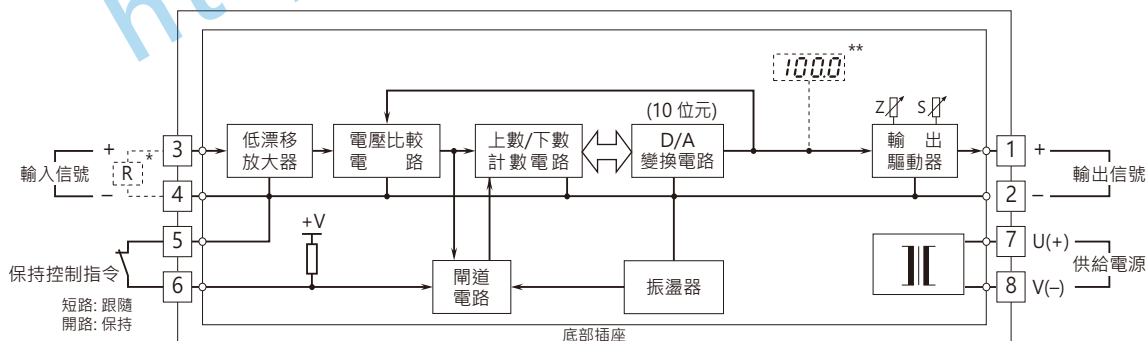 ht
100.0 **
(10 位元)
Z S
低漂移
放大器
電壓比較
電 路
上數/下數
計數電路
D/A
變換電路
輸 出
驅動器
+ 3 * R
輸入信號
− 4
1 +
輸出信號
2 −
5
+V
保持控制指令
6
短路: 跟隨
開路: 保持
閘道
電路
振盪器
7 U(+)
供給電源
8 V(−)
底部插座